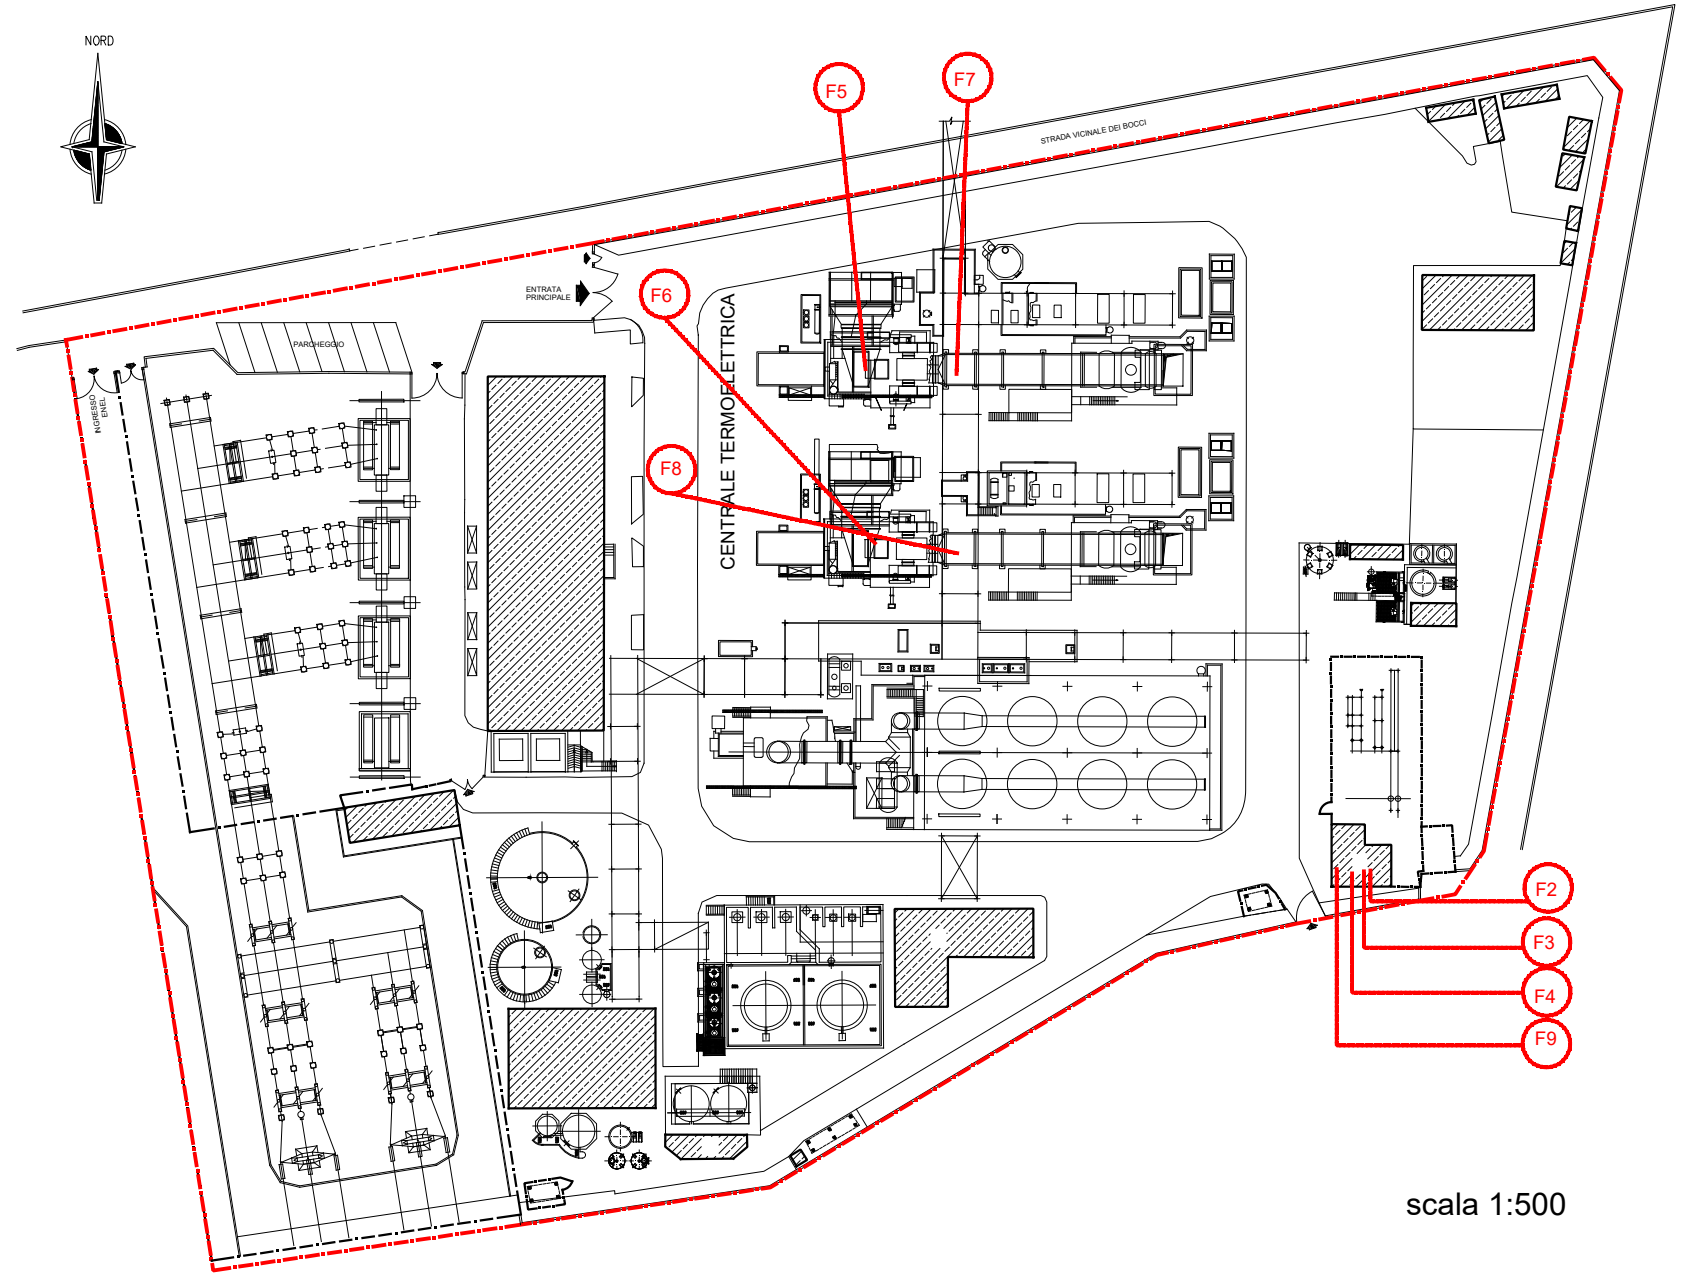 NORD
F5
F7
STRADA VICINALE DEI BOCCI
ENTRATA
PRINCIPALE
F6
PARCHEGGIO
INGRESSO
ENEL
CENTRALE TERMOELETTRICA
F8
F2
F3
F4
F9
scala 1:500